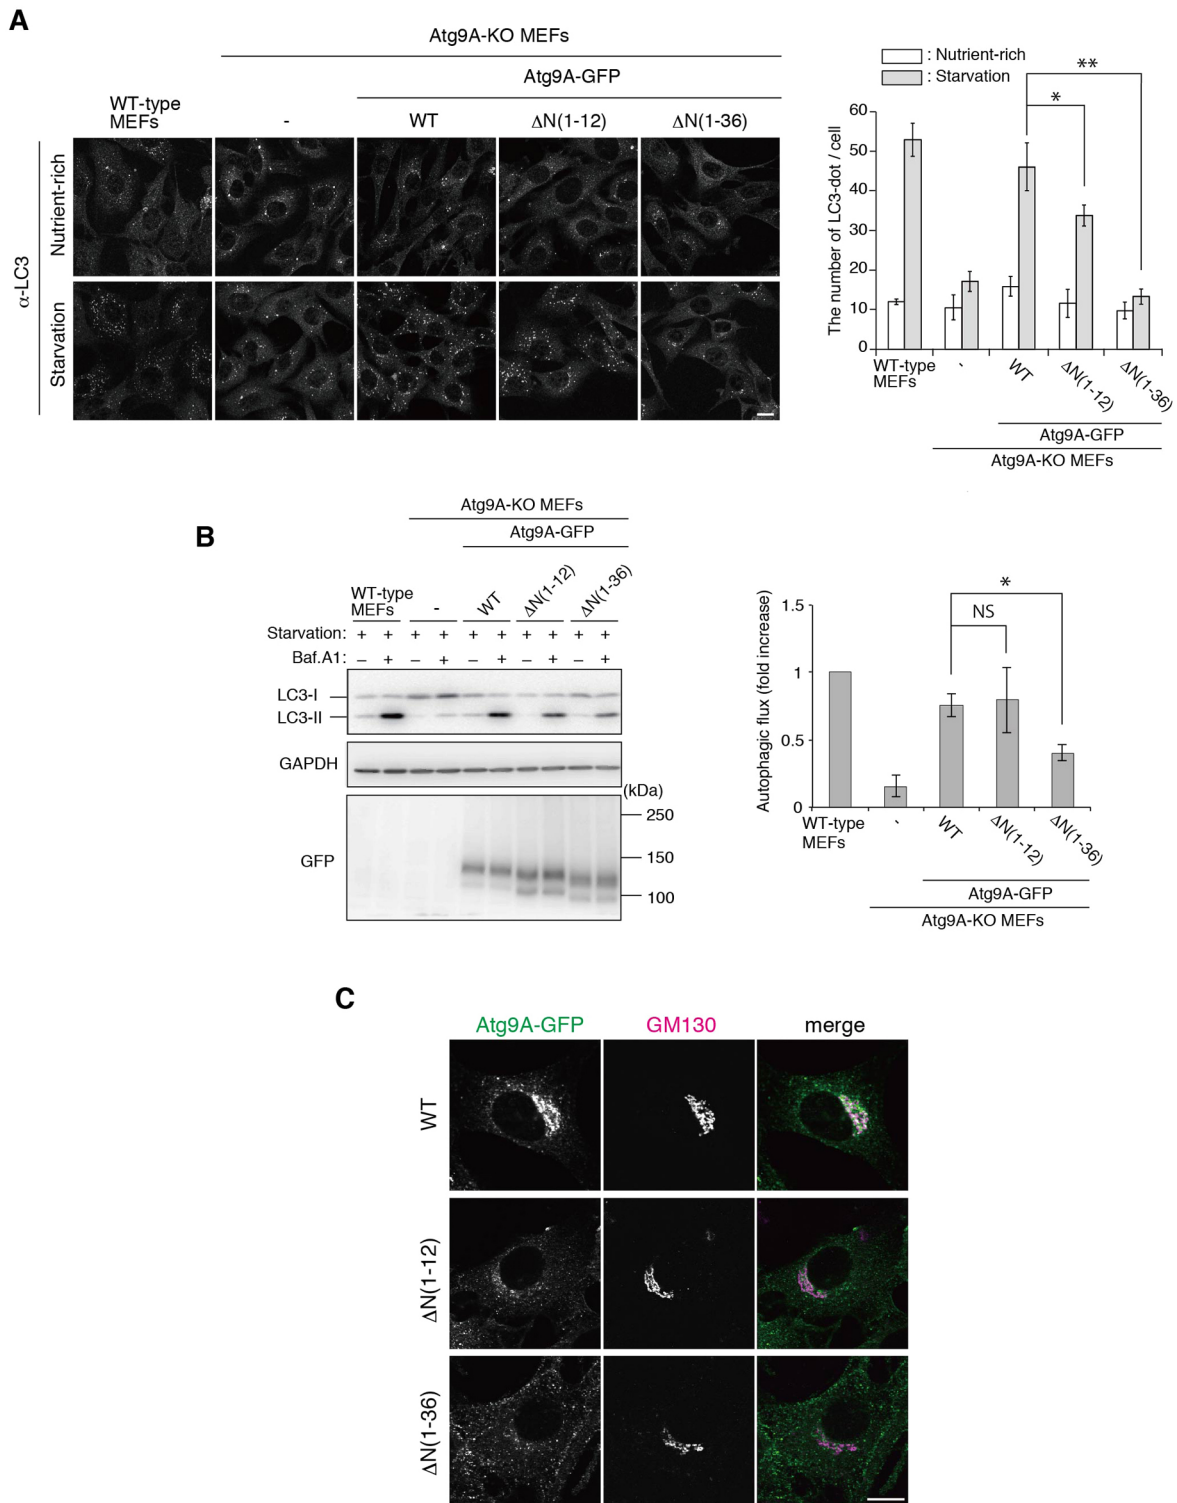 A
Atg9A-KO MEFs
Atg9A-GFP
WT-type
MEFs
-
WT
ΔN(1-12)
ΔN(1-36)
α-LC3
Nutrient-rich
Starvation
: Nutrient-rich
: Starvation
**
*
The number of LC3-dot / cell
60
50
40
30
20
10
0
WT-type
MEFs
-
WT
ΔN(1-12)
ΔN(1-36)
Atg9A-GFP
Atg9A-KO MEFs
B
Atg9A-KO MEFs
Atg9A-GFP
WT-type
MEFs
-
WT
ΔN(1-12)
ΔN(1-36)
Starvation: + + + + + + + + + +
Baf.A1: – + – + – + – + – +
LC3-I
LC3-II
GAPDH
(kDa)
250
GFP
150
100
*
NS
Autophagic flux (fold increase)
1.5
1
0.5
0
WT-type
MEFs
-
WT
ΔN(1-12)
ΔN(1-36)
Atg9A-GFP
Atg9A-KO MEFs
C
Atg9A-GFP GM130 merge
WT
ΔN(1-12)
ΔN(1-36)